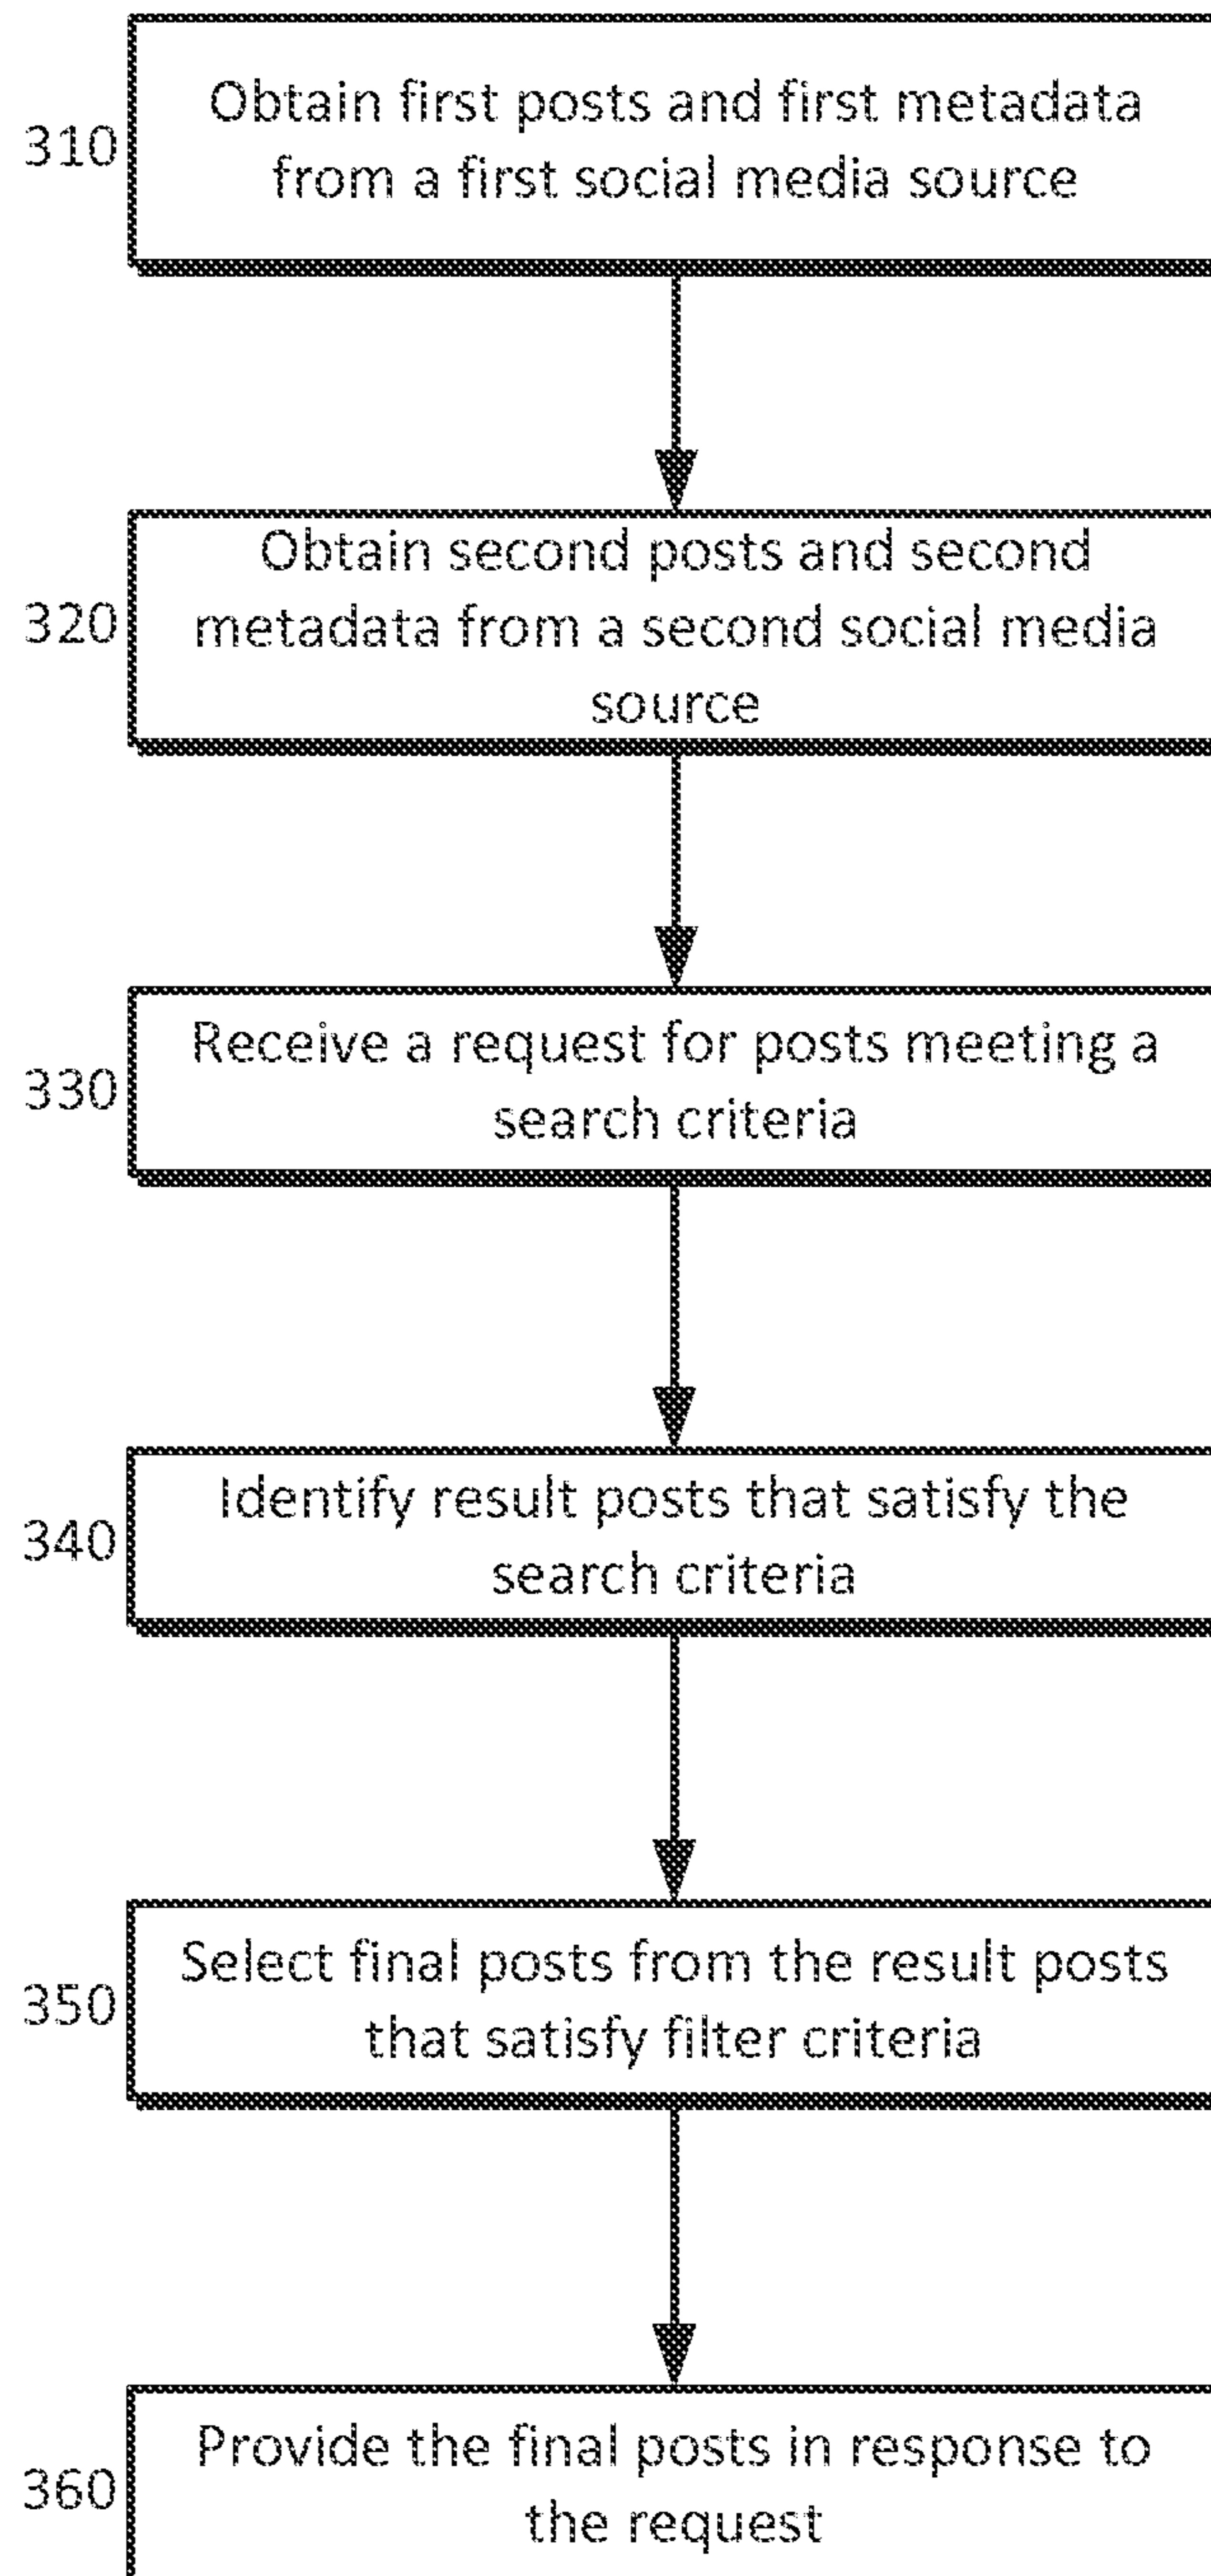 Obtain first posts and first metadata
310
from a first social media source
Obtain second posts and second
320
metadata from a second social media
source
Receive a request for posts meeting a
330
search criteria
Identify result posts that satisfy the
340
search criteria
Select final posts from the result posts
350
that satisfy filter criteria
Provide the final posts in response to
360
the request